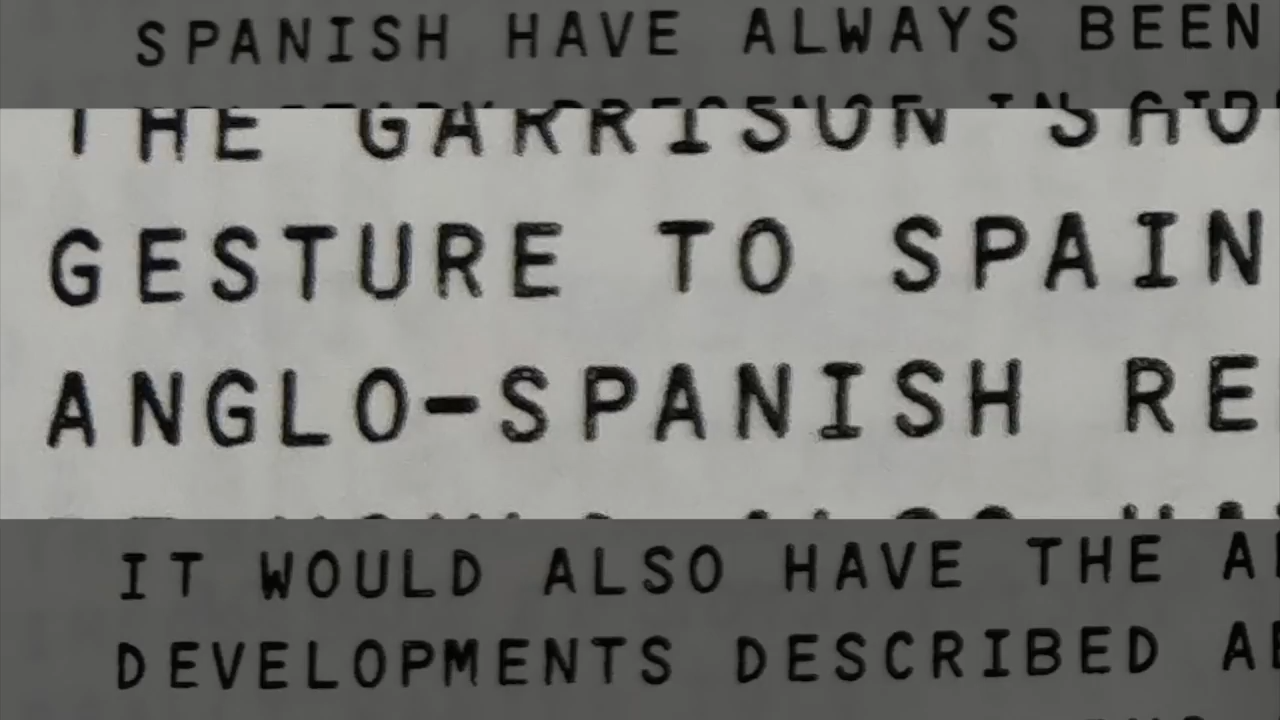 SPANISH HAVE ALWAYS BEEN
THE GARRISON
GESTURE TO SPAIN
ANGLO-SPANISH RE
IT WOULD ALSO HAVE THE A
DEVELOPMENTS DESCRIBED A